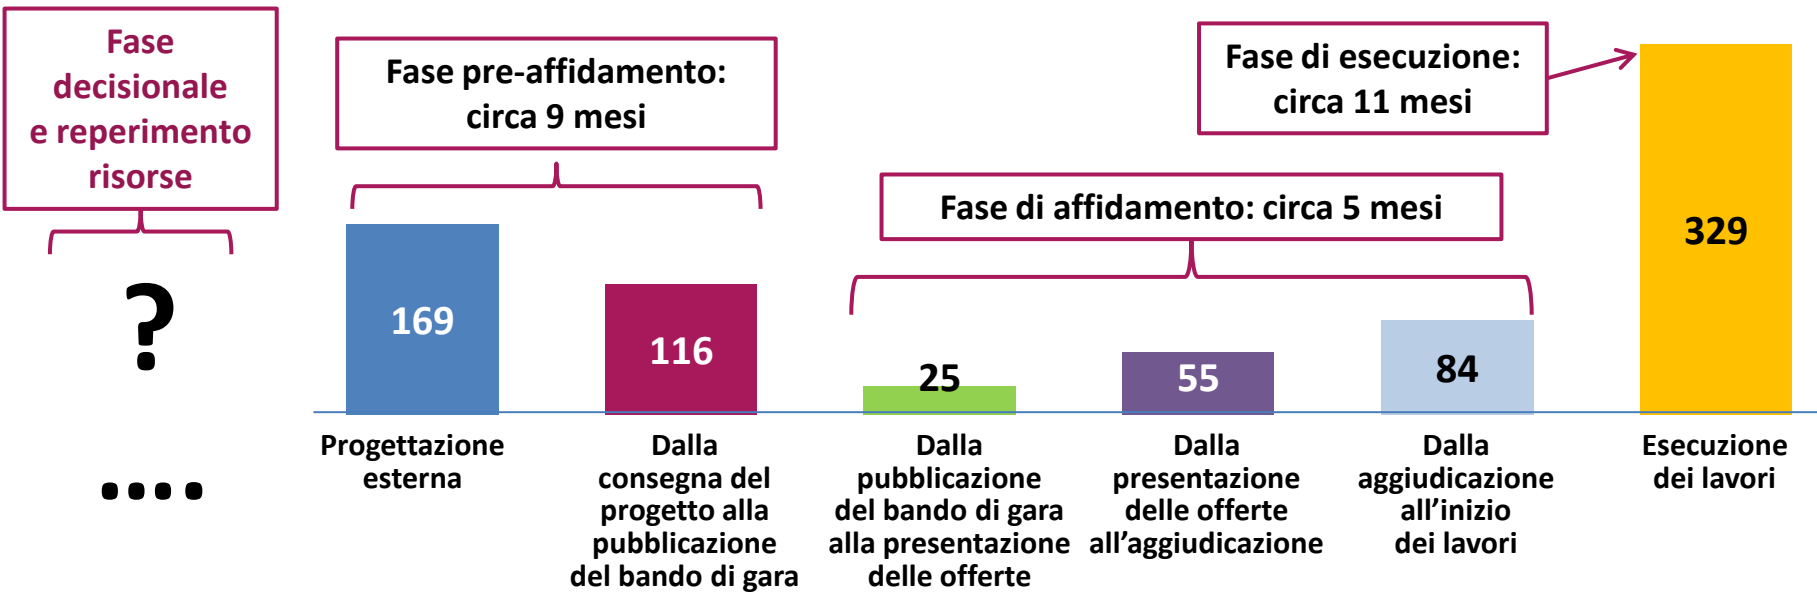 Fase
decisionale
e reperimento
risorse
?
....
Fase pre-affidamento:
circa 9 mesi
Fase di affidamento: circa 5 mesi
Fase di esecuzione:
circa 11 mesi
169
116
25
55
84
329
Progettazione
esterna
Dalla
consegna del
progetto alla
pubblicazione
del bando di gara
Dalla
pubblicazione
del bando di gara
alla presentazione
delle offerte
Dalla
presentazione
delle offerte
all’aggiudicazione
Dalla
aggiudicazione
all’inizio
dei lavori
Esecuzione
dei lavori